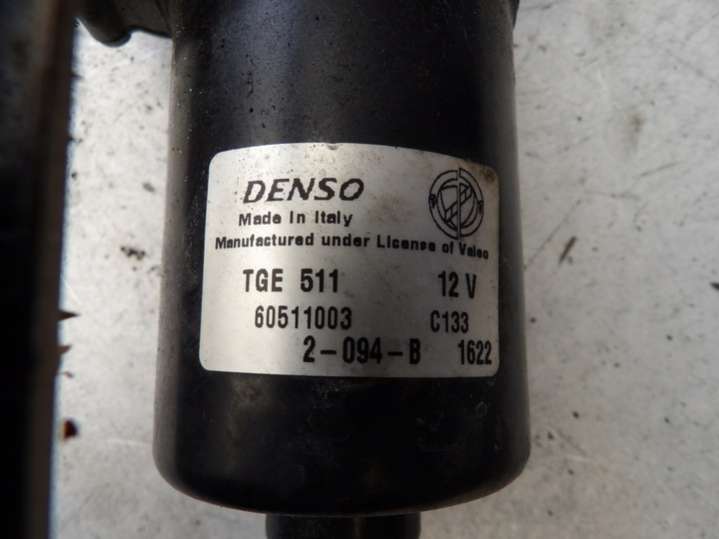 DENSO
Made in Italy
Manufactured under License of Valeo
TGE 511 12 V
60511003 C133
2-094-B 1622